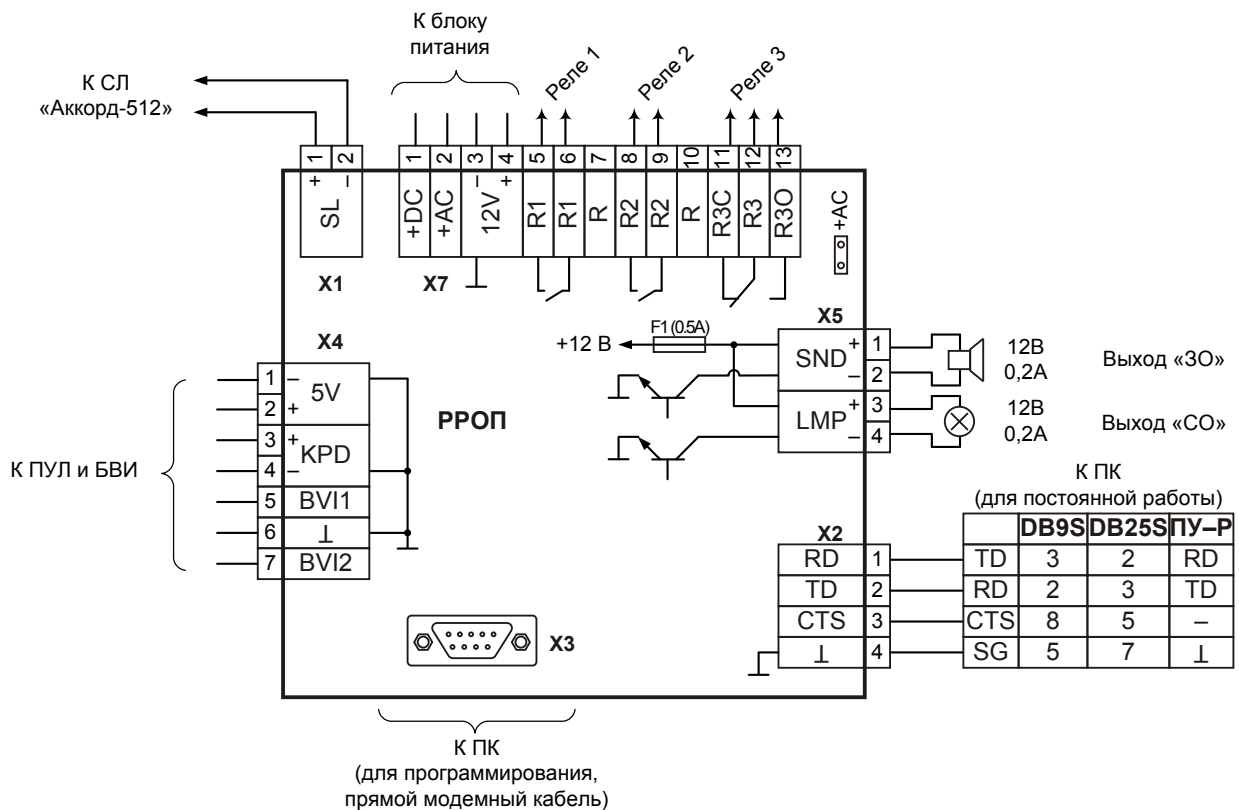 К блоку
питания
К СЛ
«Аккорд-512»
Реле 1
Реле 2
Реле 3
1 2
1 2 3 4 5 6 7 8 9 10 11 12 13
+ –
SL
+DC
+AC
– +
12V
R1
R1
R
R2
R2
R
R3C
R3
R3O
+AC
X1
X7
X5
F1 (0.5A)
+12 В
SND + 1
– 2
12В
0,2А
Выход «ЗО»
LMP + 3
– 4
12В
0,2А
Выход «СО»
X4
1 – 5V
2 +
3 + KPD
4 –
5 BVI1
6 ⊥
7 BVI2
К ПУЛ и БВИ
РРОП
К ПК
(для постоянной работы)
X2
DB9S DB25S ПУ–Р
RD 1 TD 3 2 RD
TD 2 RD 2 3 TD
CTS 3 CTS 8 5 –
⊥ 4 SG 5 7 ⊥
X3
К ПК
(для программирования,
прямой модемный кабель)